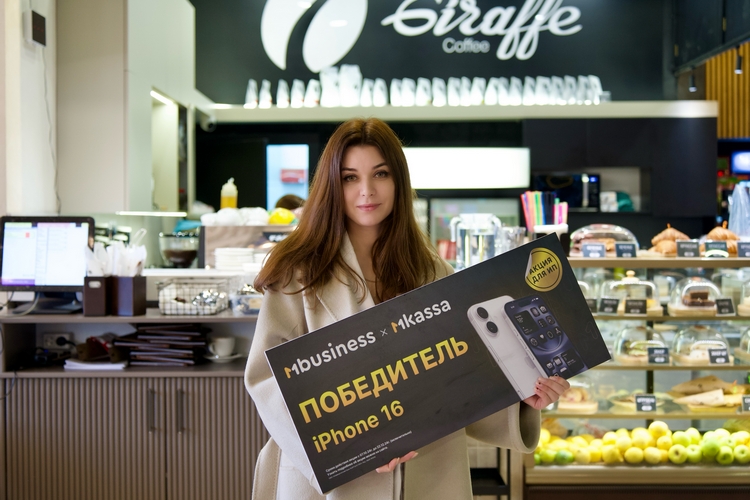 Giraffe
Coffee
АКЦИЯ
ДЛЯ ИП
Mbusiness × Mkassa
ПОБЕДИТЕЛЬ
iPhone 16